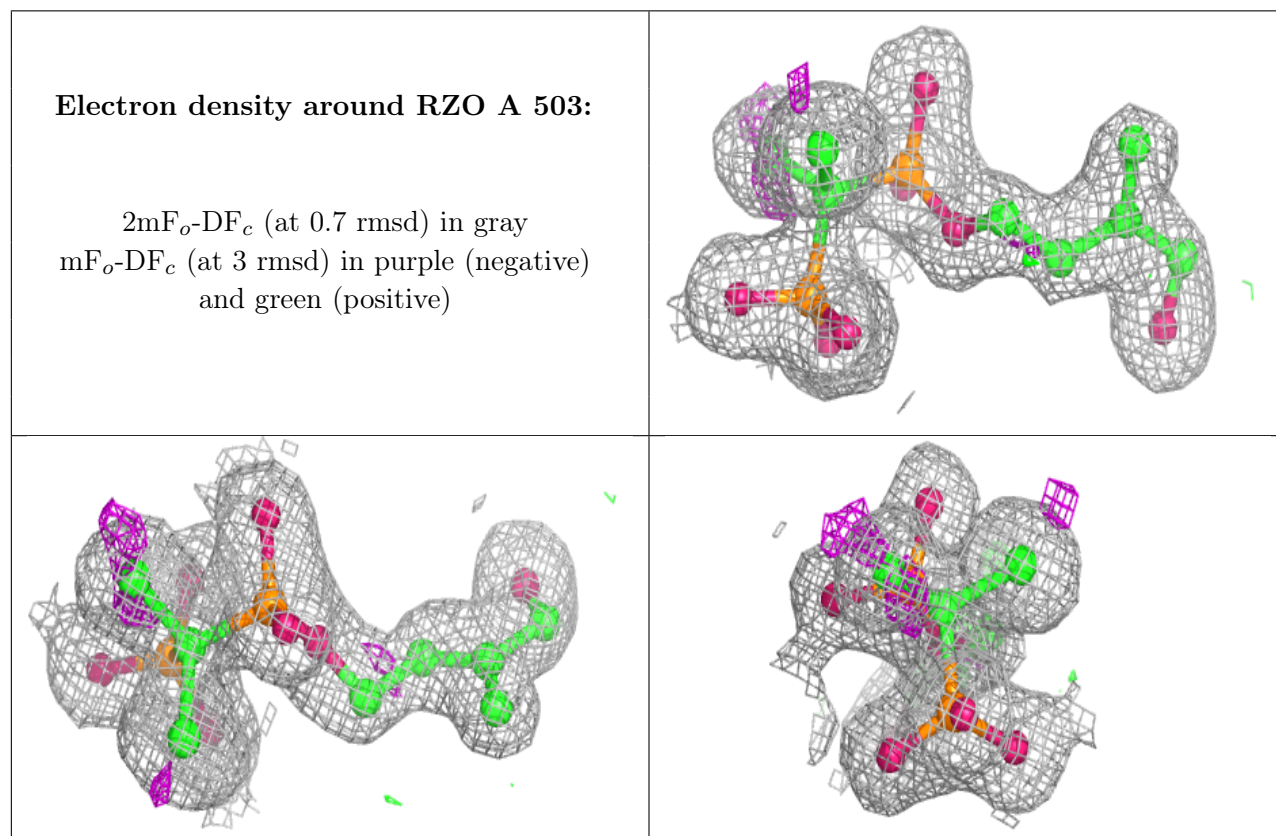 Electron density around RZO A 503:
2mFo-DFc (at 0.7 rmsd) in gray
mFo-DFc (at 3 rmsd) in purple (negative)
and green (positive)